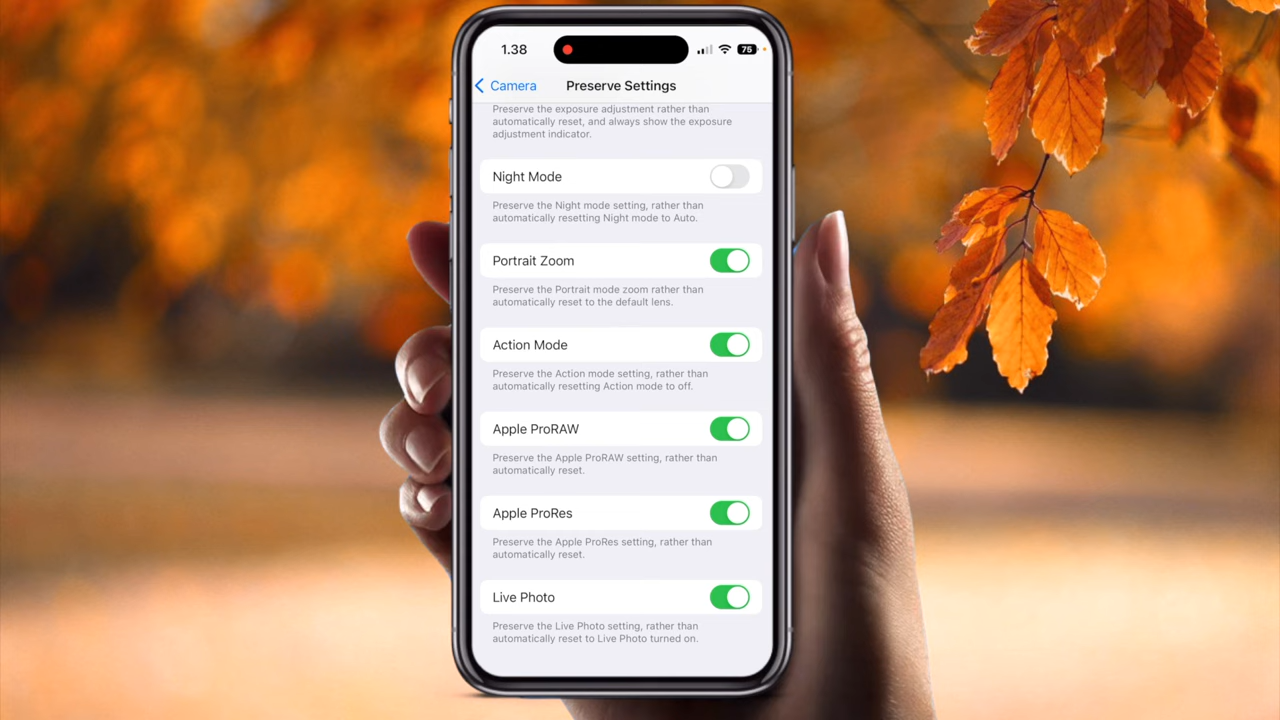 1.38
75
Camera
Preserve Settings
Preserve the exposure adjustment rather than
automatically reset, and always show the exposure
adjustment indicator.
Night Mode
Preserve the Night mode setting, rather than
automatically resetting Night mode to Auto.
Portrait Zoom
Preserve the Portrait mode zoom rather than
automatically reset to the default lens.
Action Mode
Preserve the Action mode setting, rather than
automatically resetting Action mode to off.
Apple ProRAW
Preserve the Apple ProRAW setting, rather than
automatically reset.
Apple ProRes
Preserve the Apple ProRes setting, rather than
automatically reset.
Live Photo
Preserve the Live Photo setting, rather than
automatically reset to Live Photo turned on.